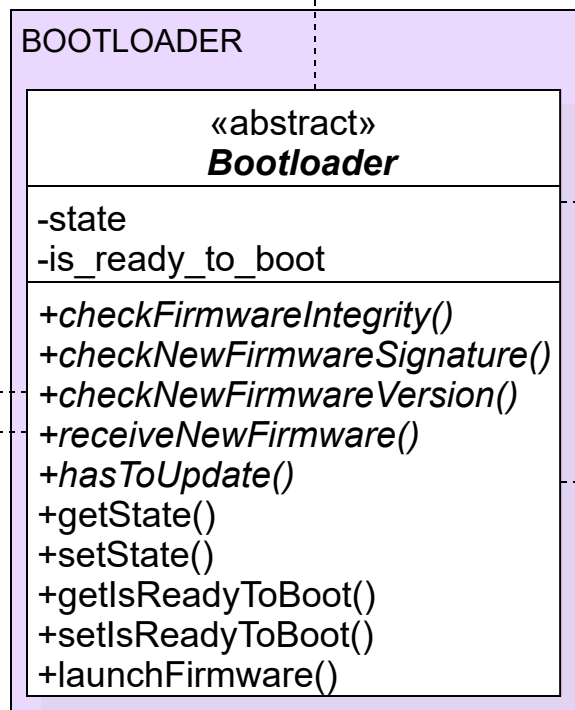 BOOTLOADER
«abstract»
Bootloader
-state
-is_ready_to_boot
+checkFirmwareIntegrity()
+checkNewFirmwareSignature()
+checkNewFirmwareVersion()
+receiveNewFirmware()
+hasToUpdate()
+getState()
+setState()
+getIsReadyToBoot()
+setIsReadyToBoot()
+launchFirmware()